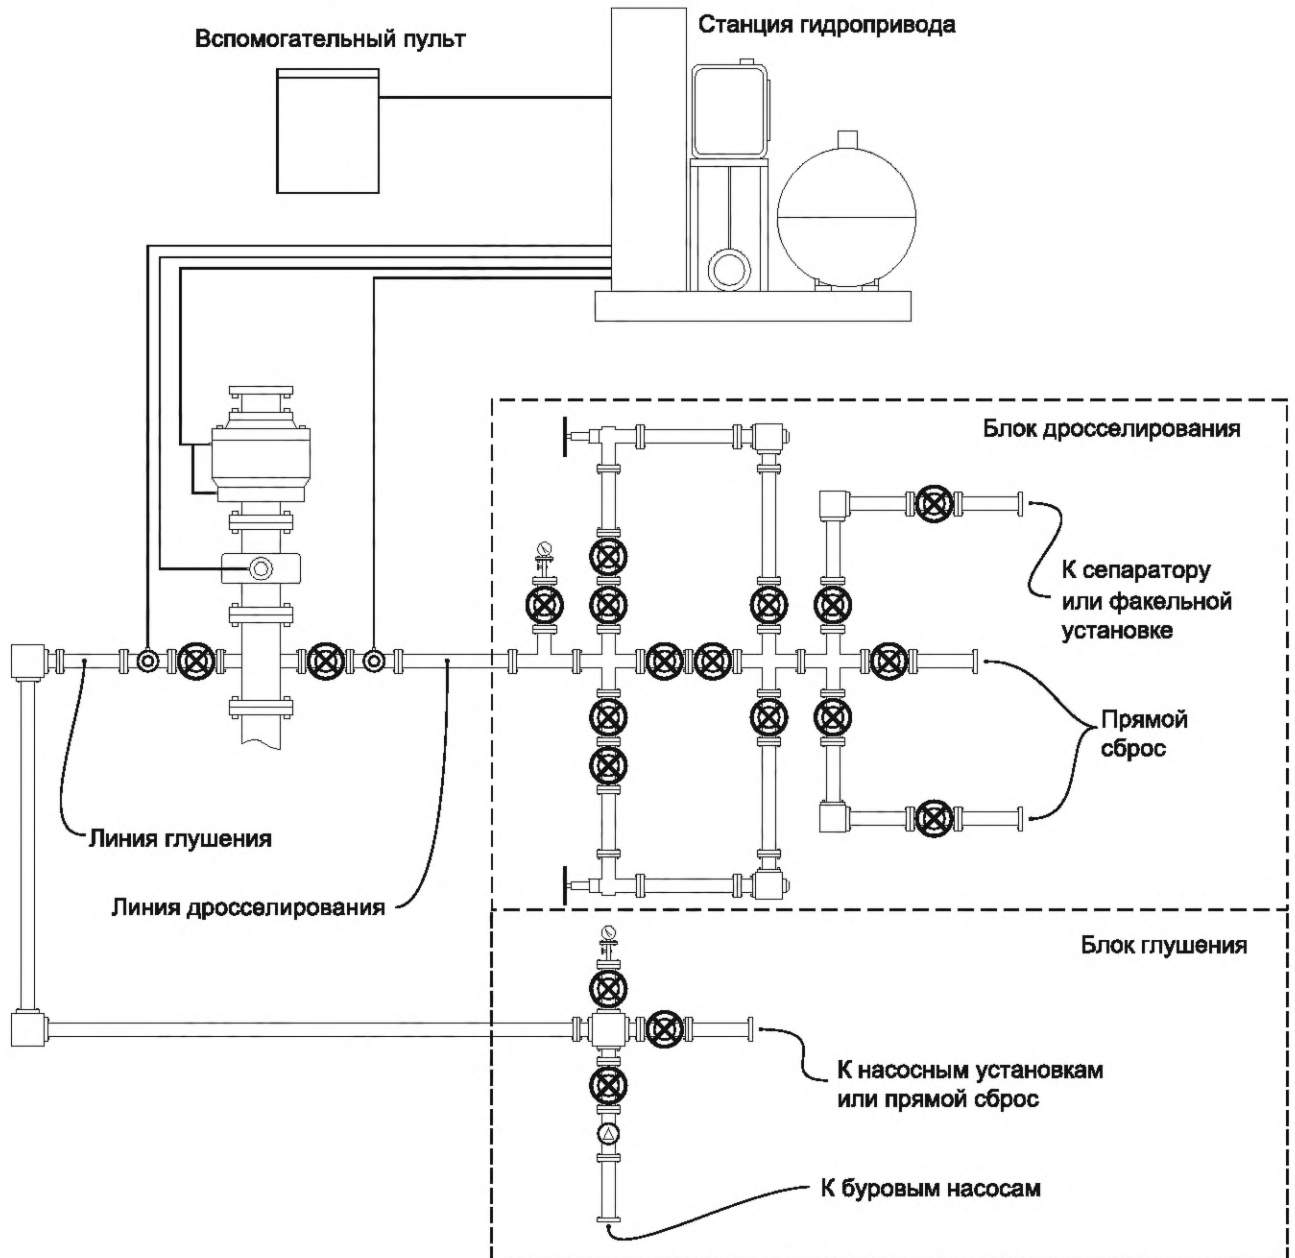 Вспомогательный пульт
Станция гидропривода
Блок дросселирования
К сепаратору
или факельной
установке
Прямой
сброс
Линия глушения
Линия дросселирования
Блок глушения
К насосным установкам
или прямой сброс
К буровым насосам